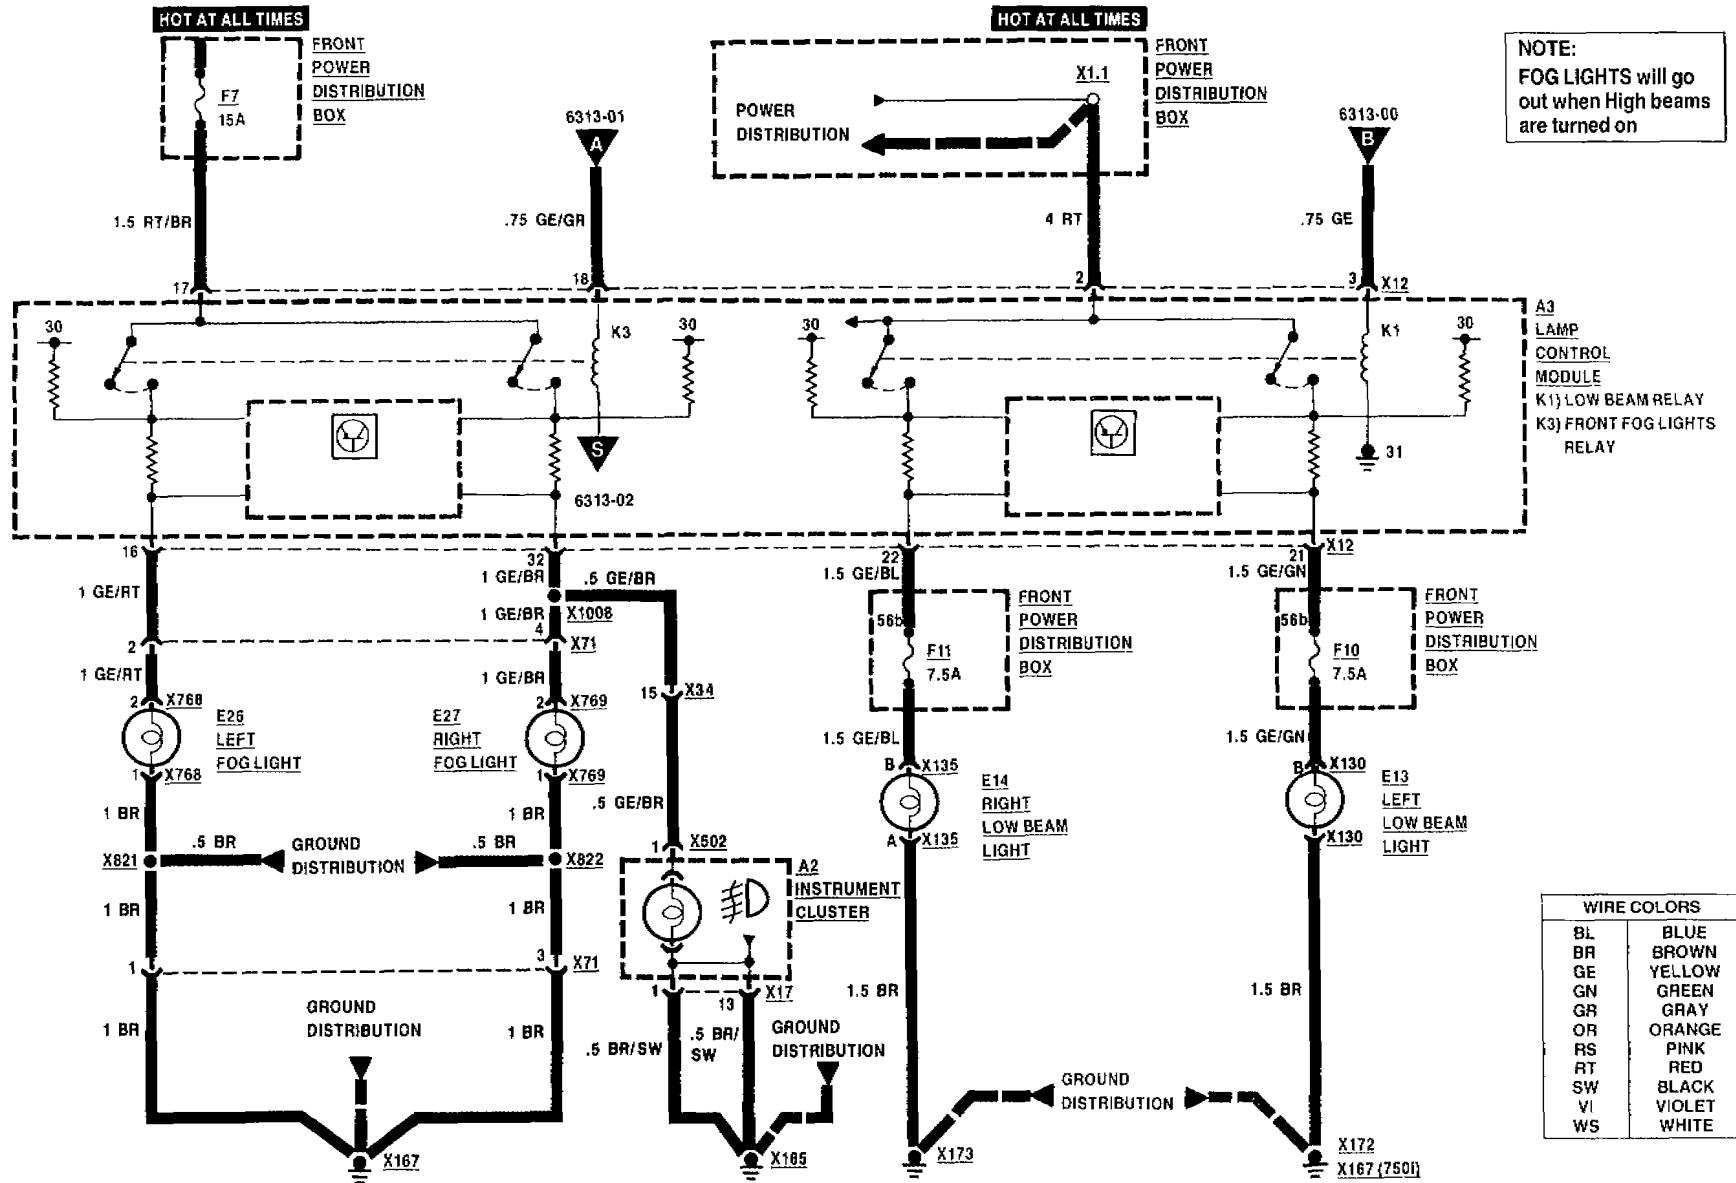 HOT AT ALL TIMES
HOT AT ALL TIMES
FRONT
POWER
DISTRIBUTION
BOX
F7
15A
6313-01
A
POWER
DISTRIBUTION
X1.1
FRONT
POWER
DISTRIBUTION
BOX
6313-00
B
NOTE:
FOG LIGHTS will go
out when High beams
are turned on
1.5 RT/BR
.75 GE/GR
4 RT
.75 GE
17
18
2
3
X12
30
K3
30
30
K1
30
A3
LAMP
CONTROL
MODULE
K1) LOW BEAM RELAY
K3) FRONT FOG LIGHTS
RELAY
S
6313-02
31
16
32
22
21
X12
1 GE/RT
1 GE/BR
.5 GE/BR
1.5 GE/BL
1.5 GE/GN
1 GE/BR
X1008
2
4
X71
56b
F11
7.5A
FRONT
POWER
DISTRIBUTION
BOX
56b
F10
7.5A
FRONT
POWER
DISTRIBUTION
BOX
1 GE/RT
1 GE/BR
15
X34
2
X768
2
X769
E26
LEFT
FOG LIGHT
E27
RIGHT
FOG LIGHT
1.5 GE/BL
1.5 GE/GN
1
X768
1
X769
B
X135
B
X130
E14
RIGHT
LOW BEAM
LIGHT
E13
LEFT
LOW BEAM
LIGHT
1 BR
1 BR
.5 GE/BR
A
X135
X130
X821
.5 BR
GROUND
DISTRIBUTION
.5 BR
X822
1
X502
A2
INSTRUMENT
CLUSTER
1 BR
1 BR
1
3
X71
1
13
X17
1.5 BR
1.5 BR
1 BR
GROUND
DISTRIBUTION
1 BR
.5 BR/SW
.5 BR/
SW
GROUND
DISTRIBUTION
GROUND
DISTRIBUTION
X167
X165
X173
X172
X167 (750I)
WIRE COLORS
BL BLUE
BR BROWN
GE YELLOW
GN GREEN
GR GRAY
OR ORANGE
RS PINK
RT RED
SW BLACK
VI VIOLET
WS WHITE